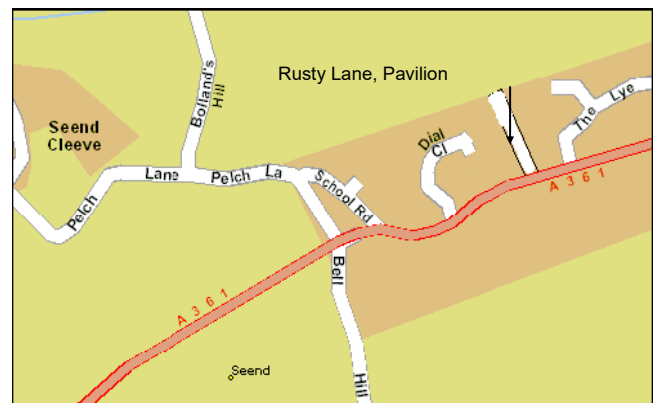 Rusty Lane, Pavilion
Bolland's
Hill
Seend
Cleeve
The Lye
Dial
Cl
Pelch Lane
Pelch La
School Rd
A 3 6 1
Bell
Hill
A 3 6 1
Seend